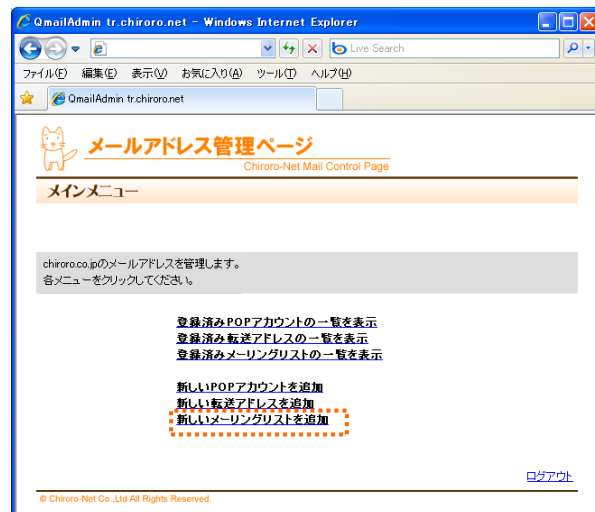 QmailAdmin tr.chiroro.net - Windows Internet Explorer
Live Search
ファイル(F) 編集(E) 表示(V) お気に入り(A) ツール(T) ヘルプ(H)
QmailAdmin tr.chiroro.net
メールアドレス管理ページ
Chiroro-Net Mail Control Page
メインメニュー
chiroro.co.jpのメールアドレスを管理します。
各メニューをクリックしてください。
登録済みPOPアカウントの一覧を表示
登録済み転送アドレスの一覧を表示
登録済みメーリングリストの一覧を表示
新しいPOPアカウントを追加
新しい転送アドレスを追加
新しいメーリングリストを追加
ログアウト
© Chiroro-Net Co.,Ltd All Rights Reserved.